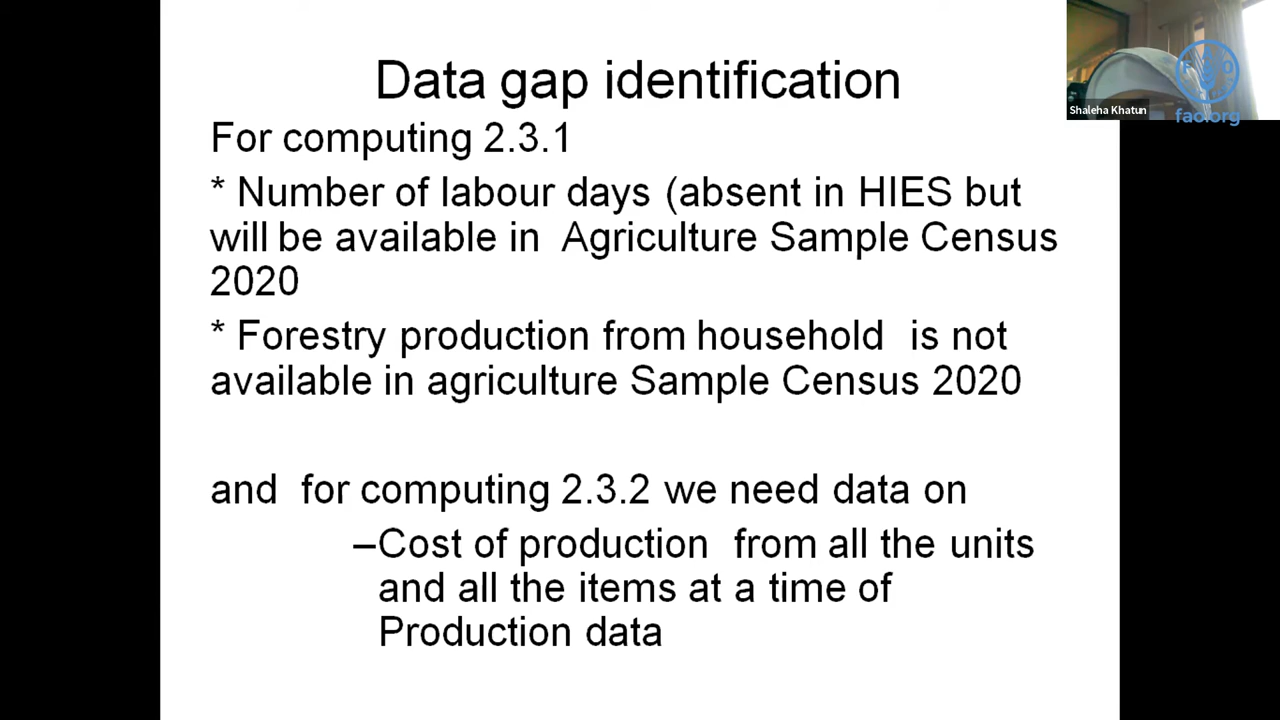 Data gap identification
For computing 2.3.1
* Number of labour days (absent in HIES but
will be available in Agriculture Sample Census
2020
* Forestry production from household is not
available in agriculture Sample Census 2020
and for computing 2.3.2 we need data on
–Cost of production from all the units
and all the items at a time of
Production data
Shaleha Khatun
fao.org